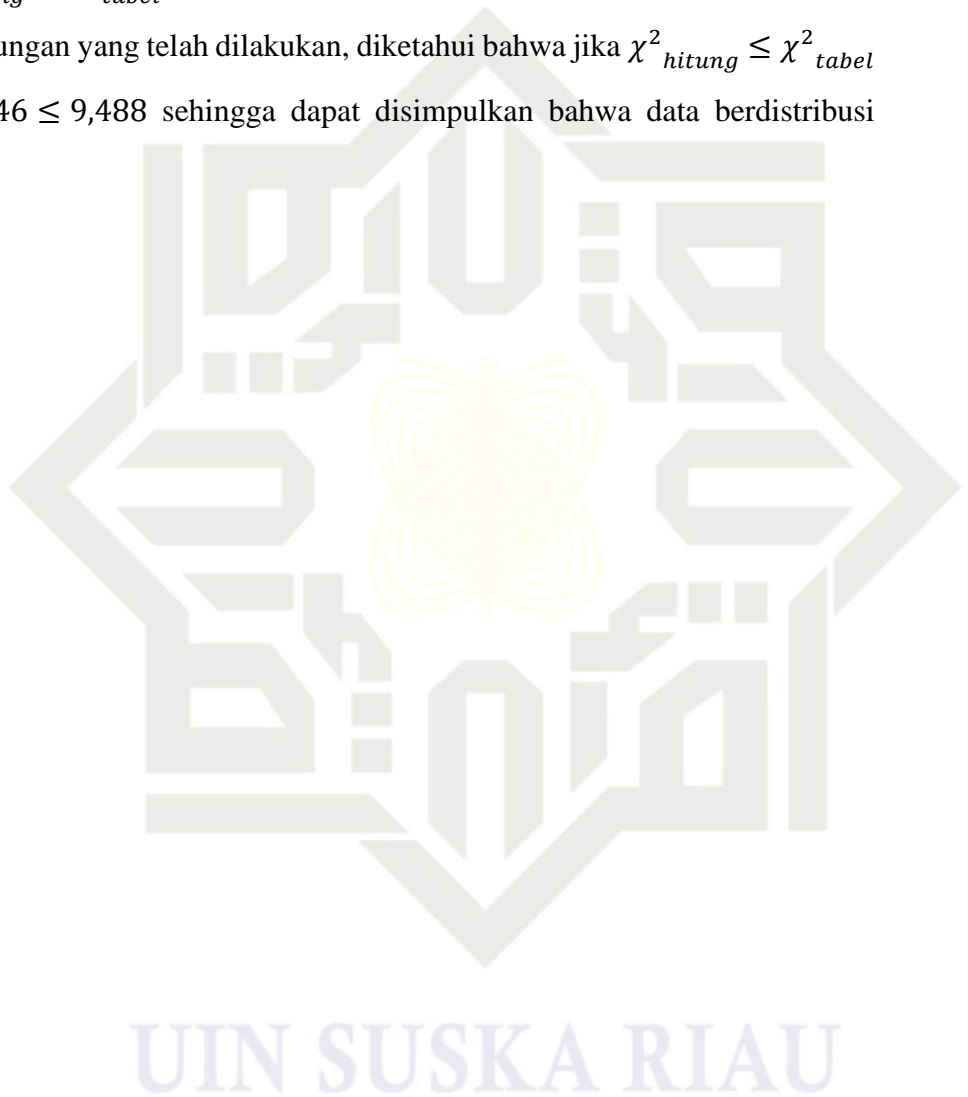 tabel
ungan yang telah dilakukan, diketahui bahwa jika χ²hitung ≤ χ²tabel
46 ≤ 9,488 sehingga dapat disimpulkan bahwa data berdistribusi
UIN SUSKA RIAU